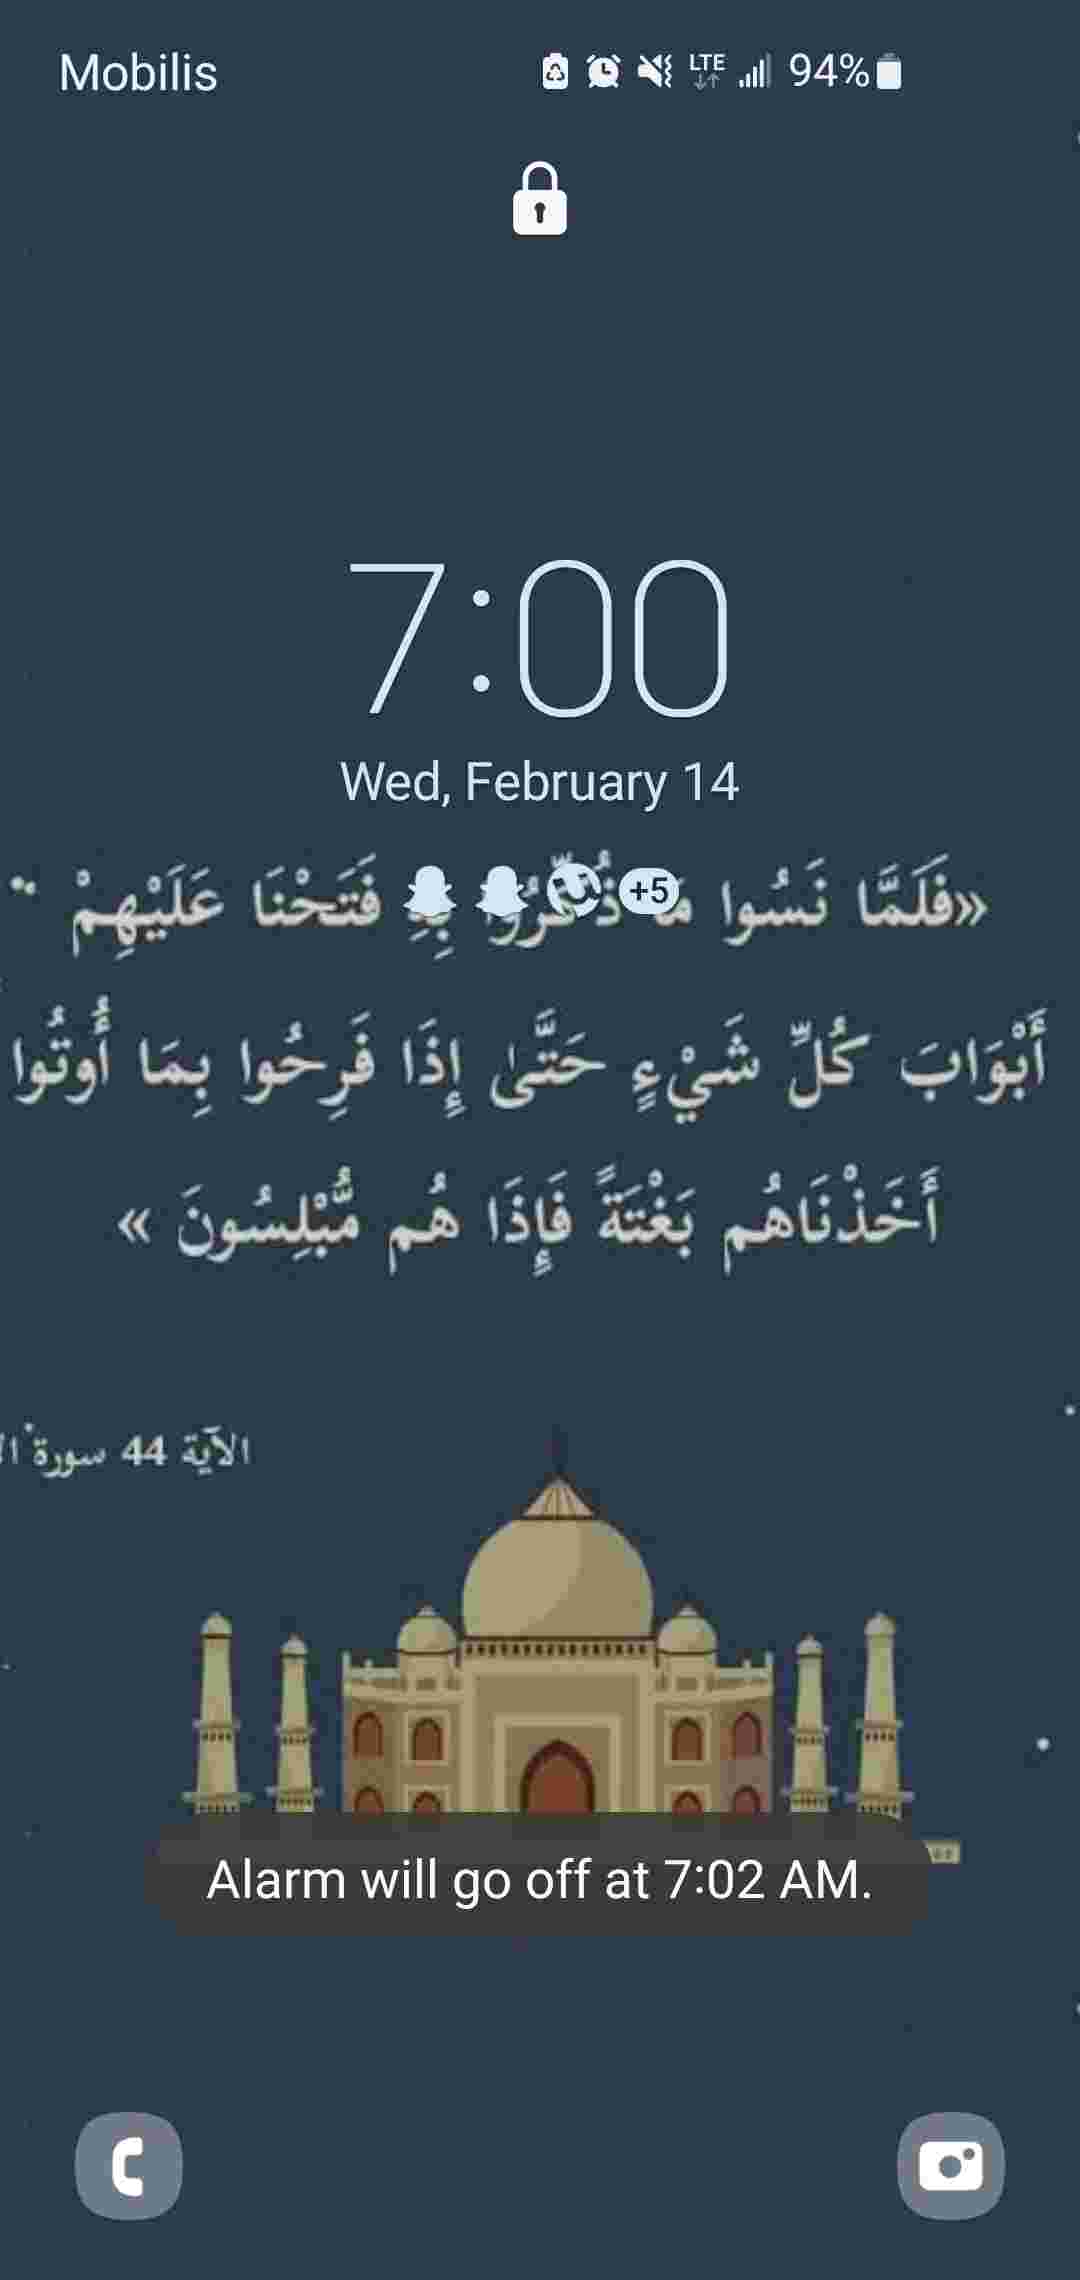 Mobilis
LTE
94%
7:00
Wed, February 14
«فَلَمَّا نَسُوا مَا ذُكِّرُوا بِهِ فَتَحْنَا عَلَيْهِمْ
+5
أَبْوَابَ كُلِّ شَيْءٍ حَتَّىٰ إِذَا فَرِحُوا بِمَا أُوتُوا
أَخَذْنَاهُم بَغْتَةً فَإِذَا هُم مُّبْلِسُونَ »
الآية 44 سورة
Alarm will go off at 7:02 AM.